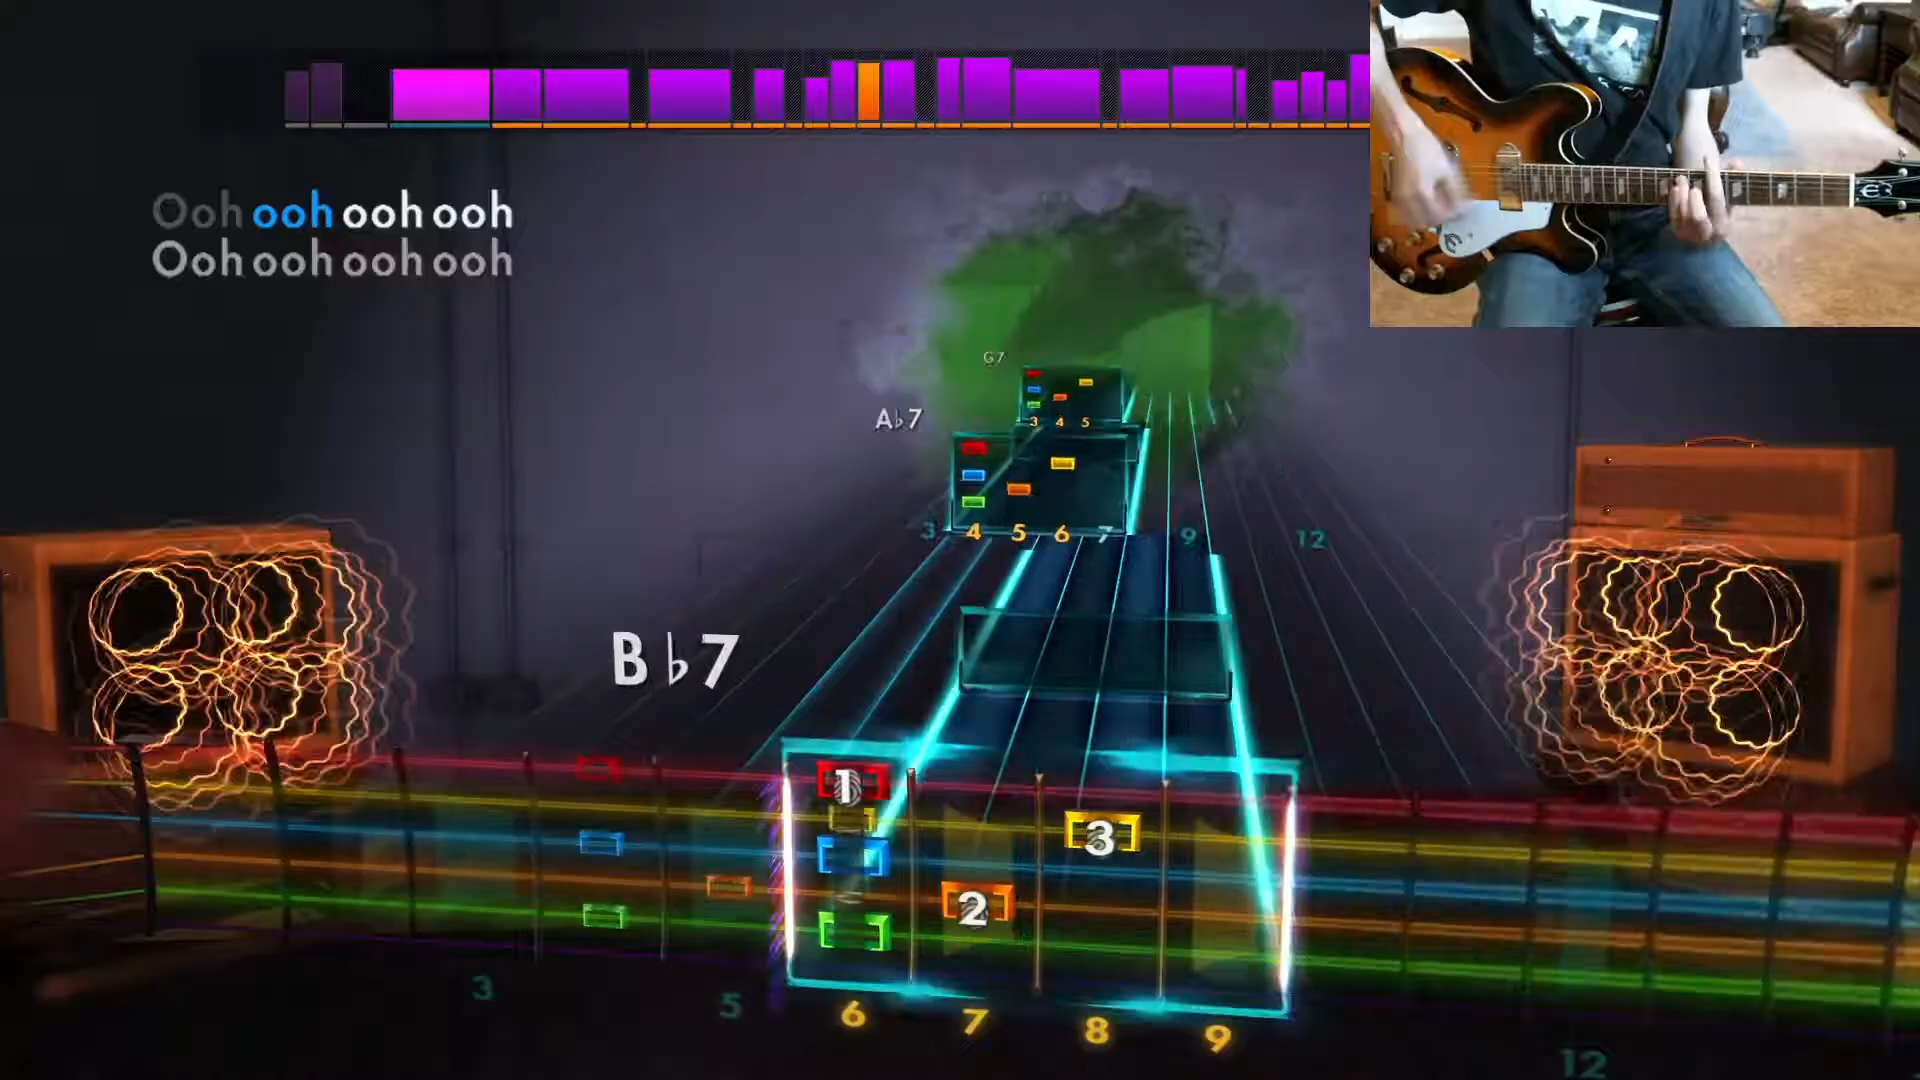 Ooh ooh ooh ooh
Ooh ooh ooh ooh
G7
3 4 5
A♭7
3 4 5 6 7 9 12
B♭7
1
3
2
3 5 6 7 8 9 12